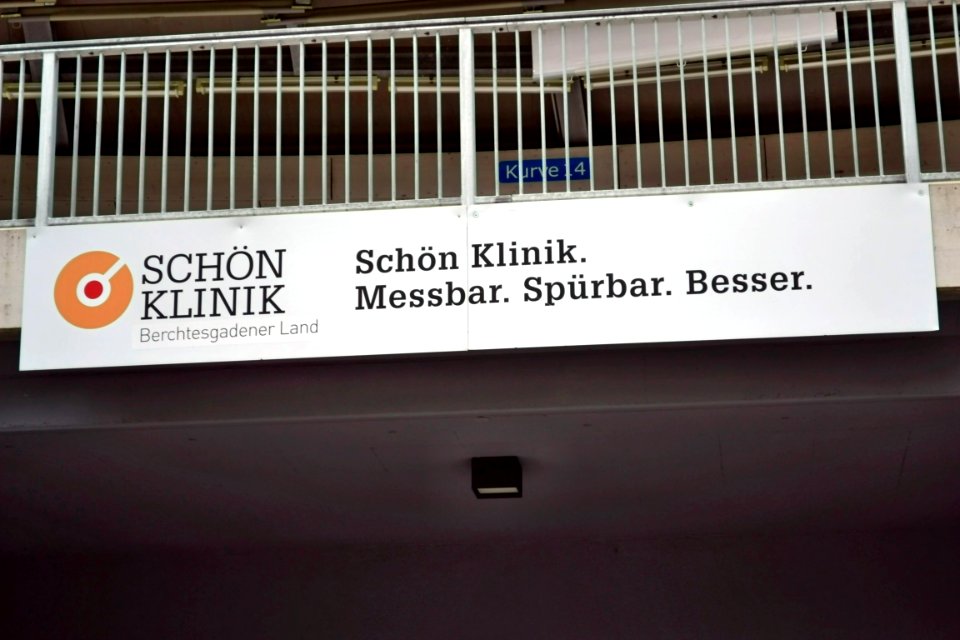 Kurve 14
SCHÖN
KLINIK
Berchtesgadener Land
Schön Klinik.
Messbar. Spürbar. Besser.